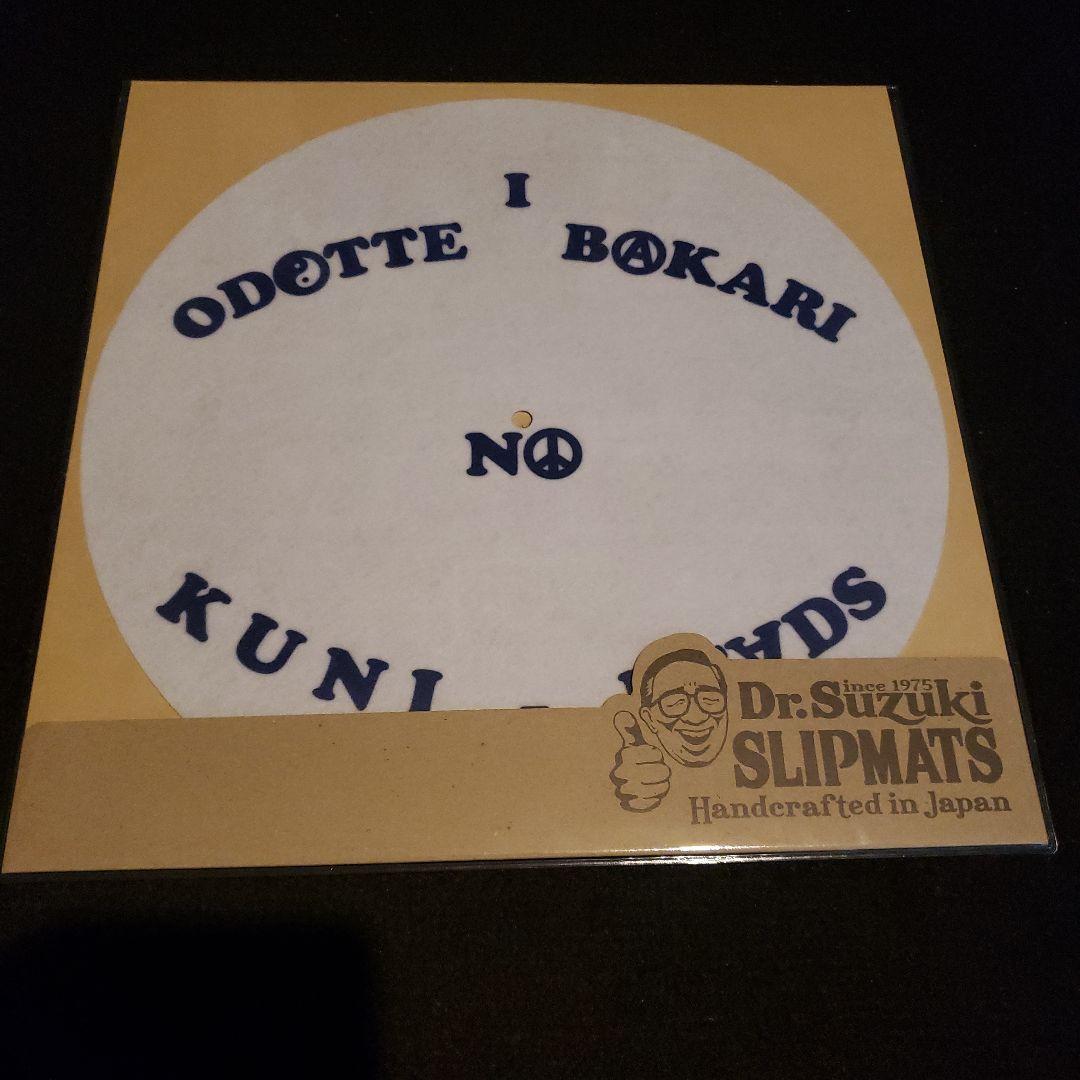 I
ODOTTE BAKARI
NO
KUNI
since 1975
Dr.Suzuki
SLIPMATS
Handcrafted in Japan